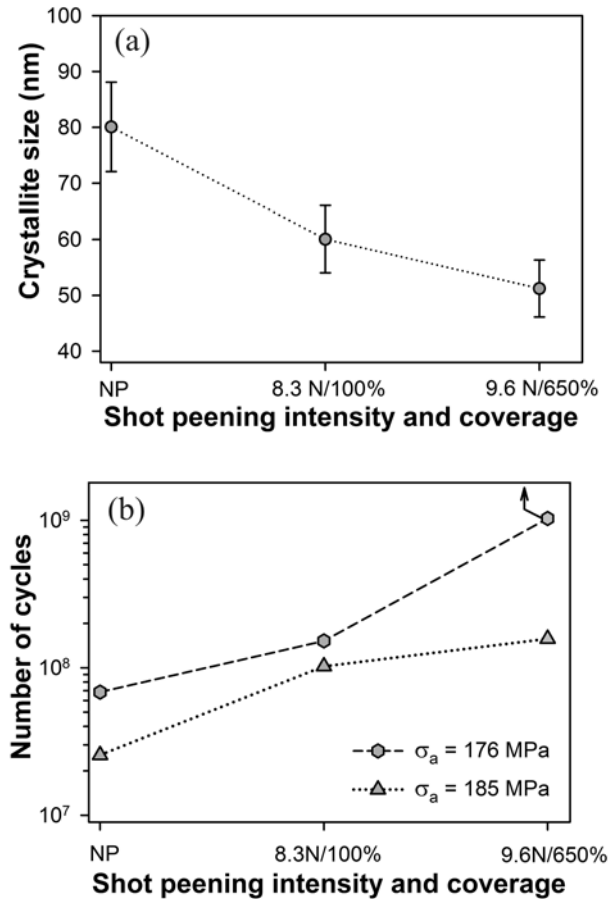 (a)
Crystallite size (nm)
100
90
80
70
60
50
40
NP 8.3 N/100% 9.6 N/650%
Shot peening intensity and coverage
(b)
Number of cycles
10⁹
10⁸
10⁷
σₐ = 176 MPa
σₐ = 185 MPa
NP 8.3N/100% 9.6N/650%
Shot peening intensity and coverage